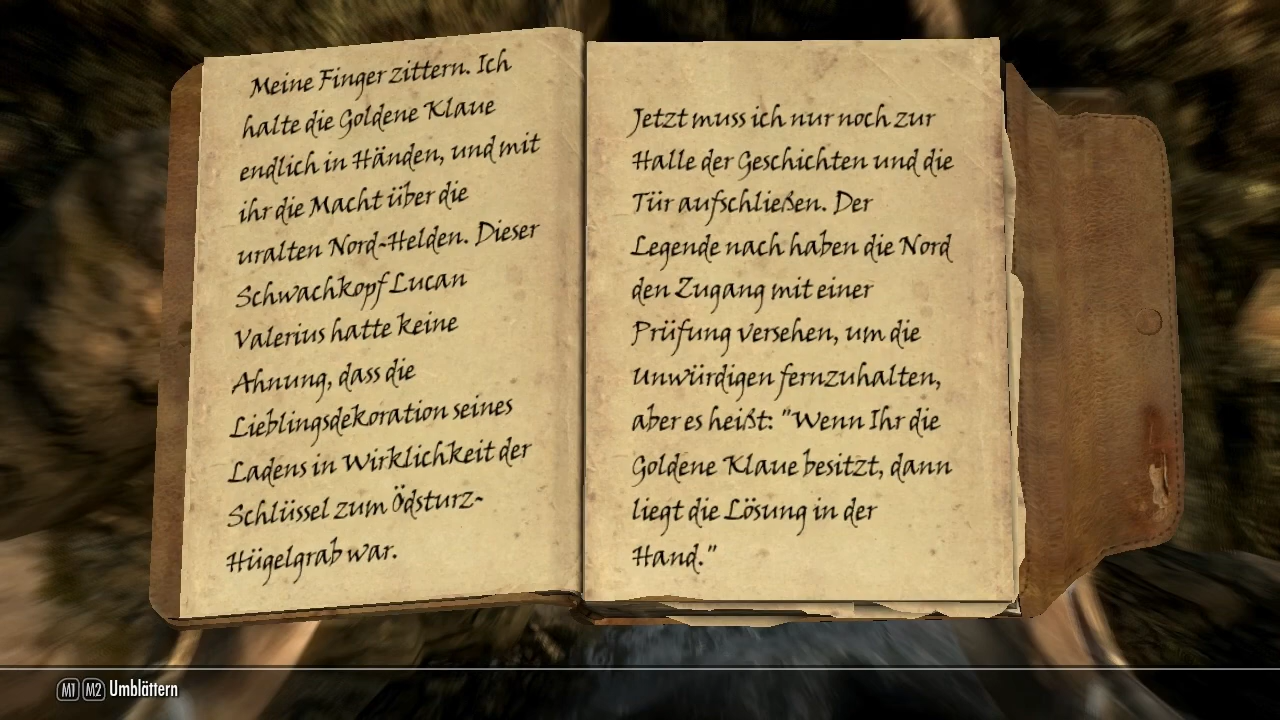 Meine Finger zittern. Ich
halte die Goldene Klaue
endlich in Händen, und mit
ihr die Macht über die
uralten Nord-Helden. Dieser
Schwachkopf Lucan
Valerius hatte keine
Ahnung, dass die
Lieblingsdekoration seines
Ladens in Wirklichkeit der
Schlüssel zum Ödsturz-
Hügelgrab war.
Jetzt muss ich nur noch zur
Halle der Geschichten und die
Tür aufschließen. Der
Legende nach haben die Nord
den Zugang mit einer
Prüfung versehen, um die
Unwürdigen fernzuhalten,
aber es heißt: "Wenn Ihr die
Goldene Klaue besitzt, dann
liegt die Lösung in der
Hand."
M1 M2 Umblättern